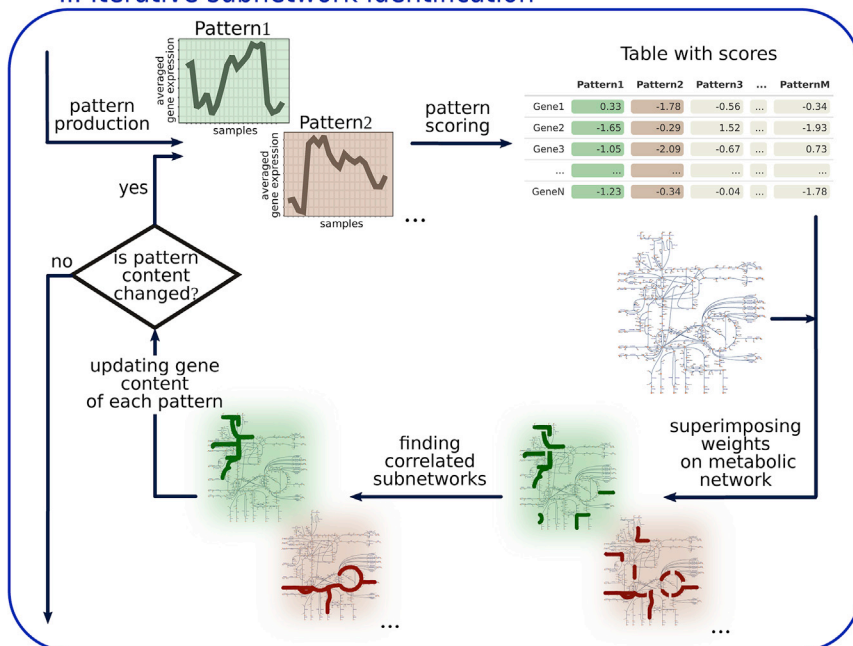 iterative subnetwork identification
Pattern1
averaged
gene expression
samples
pattern
production
Pattern2
averaged
gene expression
samples
...
pattern
scoring
Table with scores
Pattern1 Pattern2 Pattern3 ... PatternM
Gene1 0.33 -1.78 -0.56 ... -0.34
Gene2 -1.65 -0.29 1.52 ... -1.93
Gene3 -1.05 -2.09 -0.67 ... 0.73
... ... ... ... ... ...
GeneN -1.23 -0.34 -0.04 ... -1.78
yes
no
is pattern
content
changed?
updating gene
content
of each pattern
finding
correlated
subnetworks
superimposing
weights
on metabolic
network
...
...